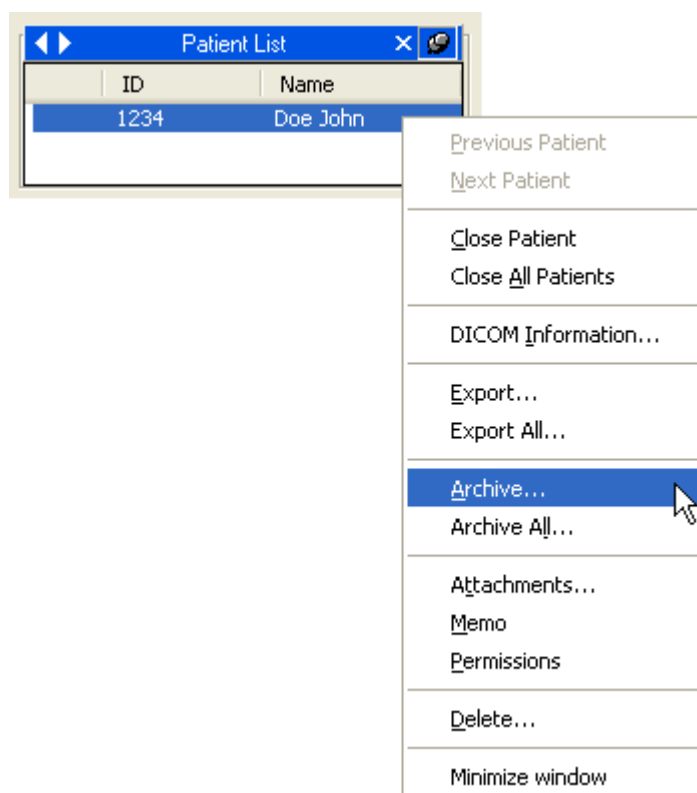 Patient List
ID Name
1234 Doe John
Previous Patient
Next Patient
Close Patient
Close All Patients
DICOM Information...
Export...
Export All...
Archive...
Archive All...
Attachments...
Memo
Permissions
Delete...
Minimize window